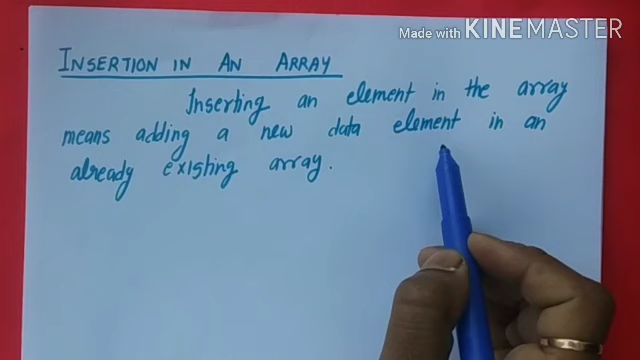 Made with KINEMASTER
INSERTION IN AN ARRAY
Inserting an element in the array
means adding a new data element in an
already existing array.